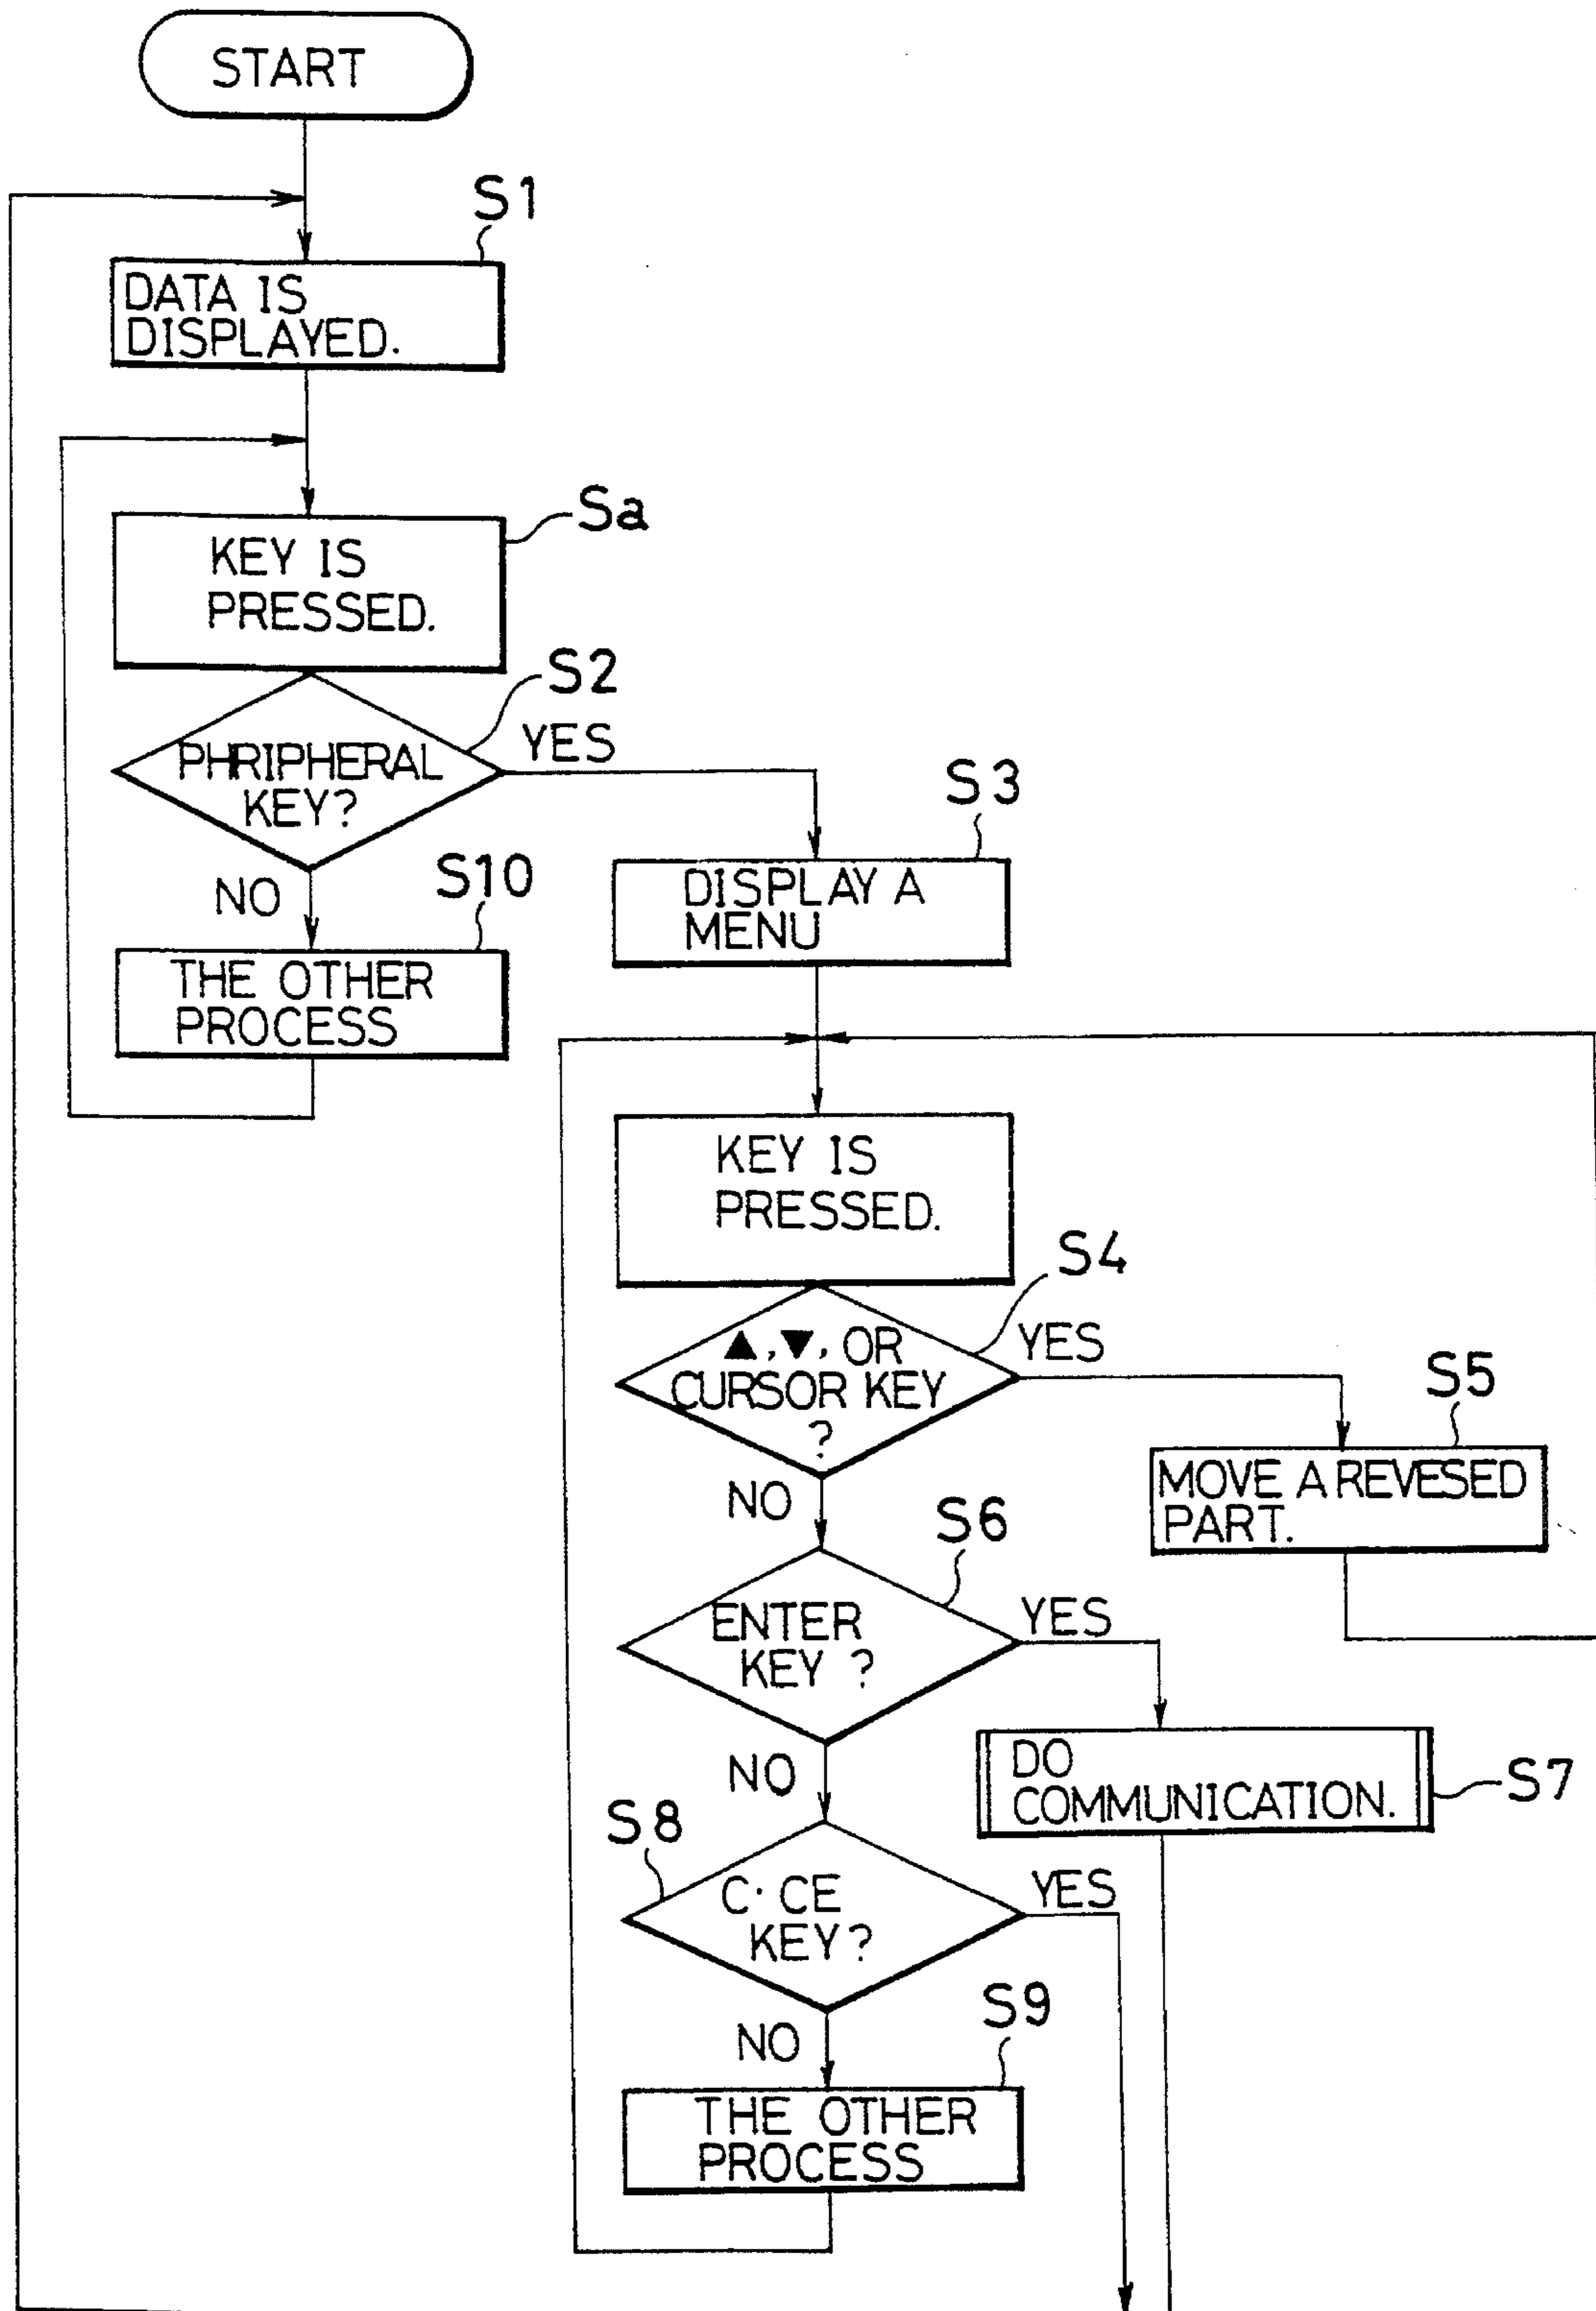 START
S1
DATA IS
DISPLAYED.
Sa
KEY IS
PRESSED.
S2
PHRIPHERAL
KEY?
YES
NO
S10
THE OTHER
PROCESS
S3
DISPLAY A
MENU
KEY IS
PRESSED.
S4
▲, ▼, OR
CURSOR KEY
?
YES
S5
MOVE A REVESED
PART.
NO
S6
ENTER
KEY ?
YES
DO
COMMUNICATION.
S7
NO
S8
C· CE
KEY?
YES
NO
S9
THE OTHER
PROCESS